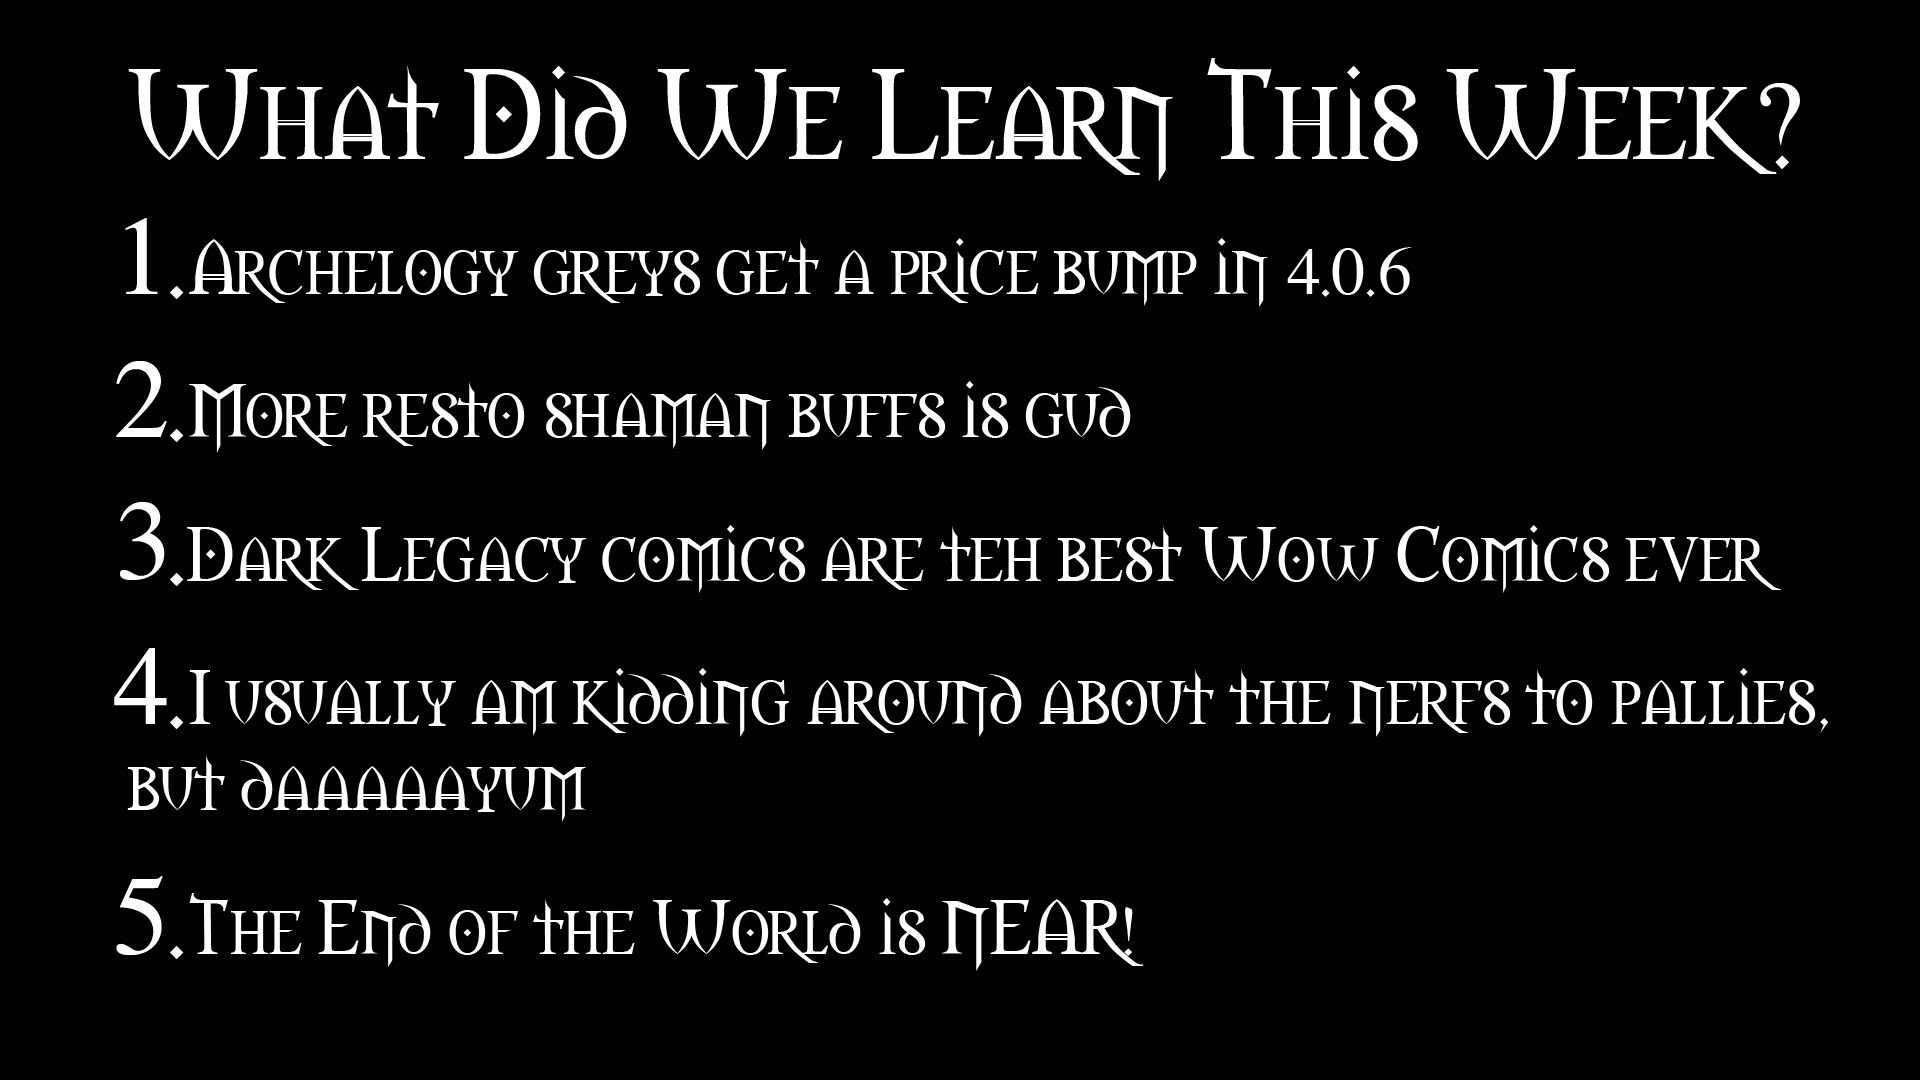 What Did We Learn This Week?
1. Archelogy greys get a price bump in 4.0.6
2. More resto shaman buffs is gud
3. Dark Legacy comics are teh best Wow Comics ever
4. I usually am kidding around about the nerfs to pallies,
but daaaaayum
5. The End of the World is NEAR!